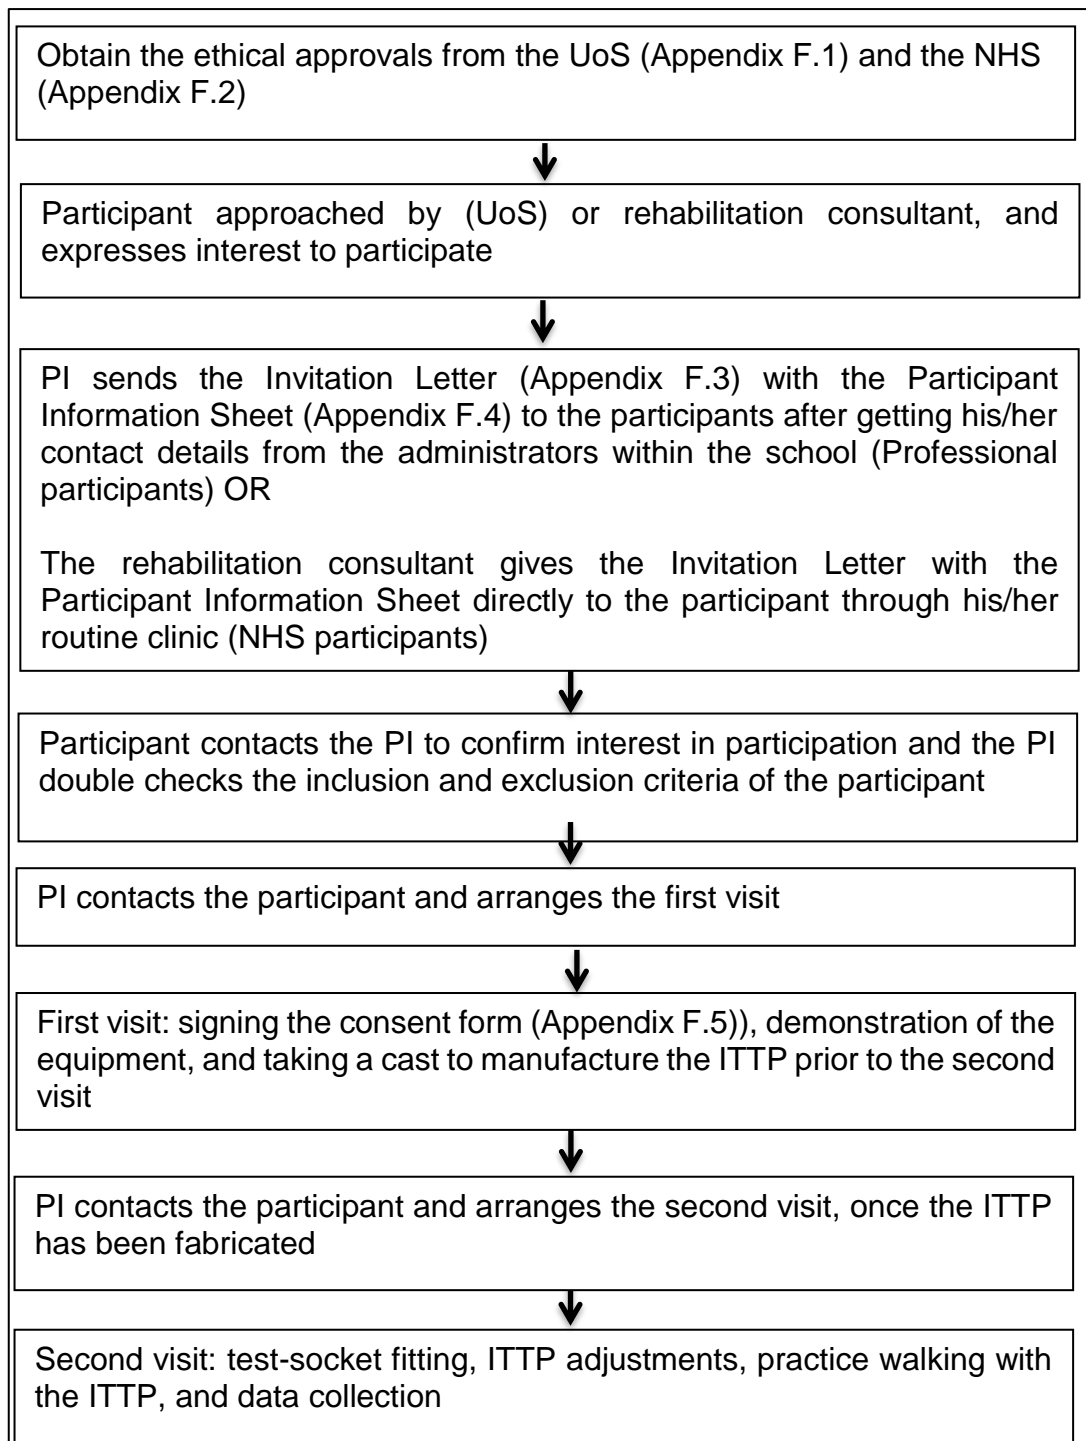 Obtain the ethical approvals from the UoS (Appendix F.1) and the NHS
(Appendix F.2)
Participant approached by (UoS) or rehabilitation consultant, and
expresses interest to participate
PI sends the Invitation Letter (Appendix F.3) with the Participant
Information Sheet (Appendix F.4) to the participants after getting his/her
contact details from the administrators within the school (Professional
participants) OR
The rehabilitation consultant gives the Invitation Letter with the
Participant Information Sheet directly to the participant through his/her
routine clinic (NHS participants)
Participant contacts the PI to confirm interest in participation and the PI
double checks the inclusion and exclusion criteria of the participant
PI contacts the participant and arranges the first visit
First visit: signing the consent form (Appendix F.5)), demonstration of the
equipment, and taking a cast to manufacture the ITTP prior to the second
visit
PI contacts the participant and arranges the second visit, once the ITTP
has been fabricated
Second visit: test-socket fitting, ITTP adjustments, practice walking with
the ITTP, and data collection